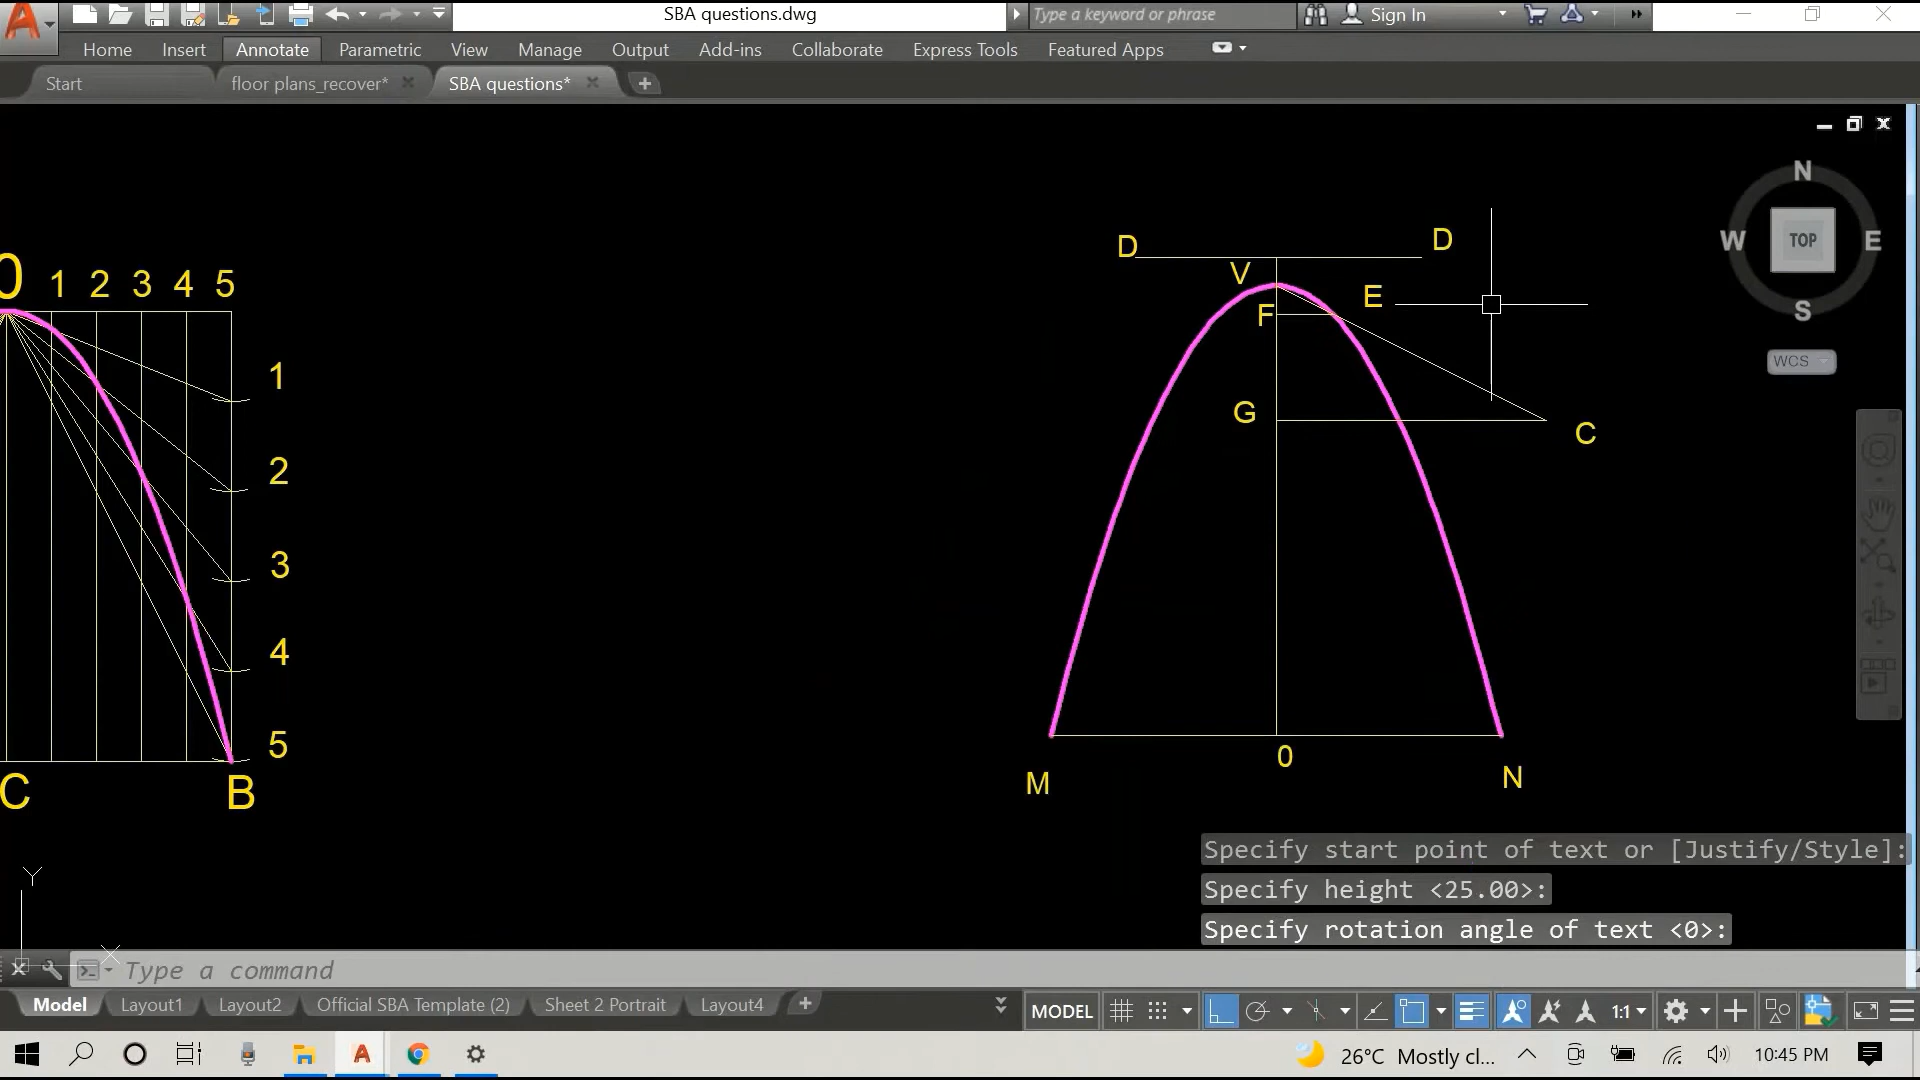 SBA questions.dwg
Type a keyword or phrase
Sign In
Home Insert Annotate Parametric View Manage Output Add-ins Collaborate Express Tools Featured Apps
Start floor plans_recover* SBA questions*
N
W TOP E
S
WCS
D D
V
E
F
G
C
0
M
N
0 1 2 3 4 5
1
2
3
4
5
C B
Y
X
Specify start point of text or [Justify/Style]:
Specify height <25.00>:
Specify rotation angle of text <0>:
Type a command
Model Layout1 Layout2 Official SBA Template (2) Sheet 2 Portrait Layout4
MODEL 1:1
26°C Mostly cl... 10:45 PM